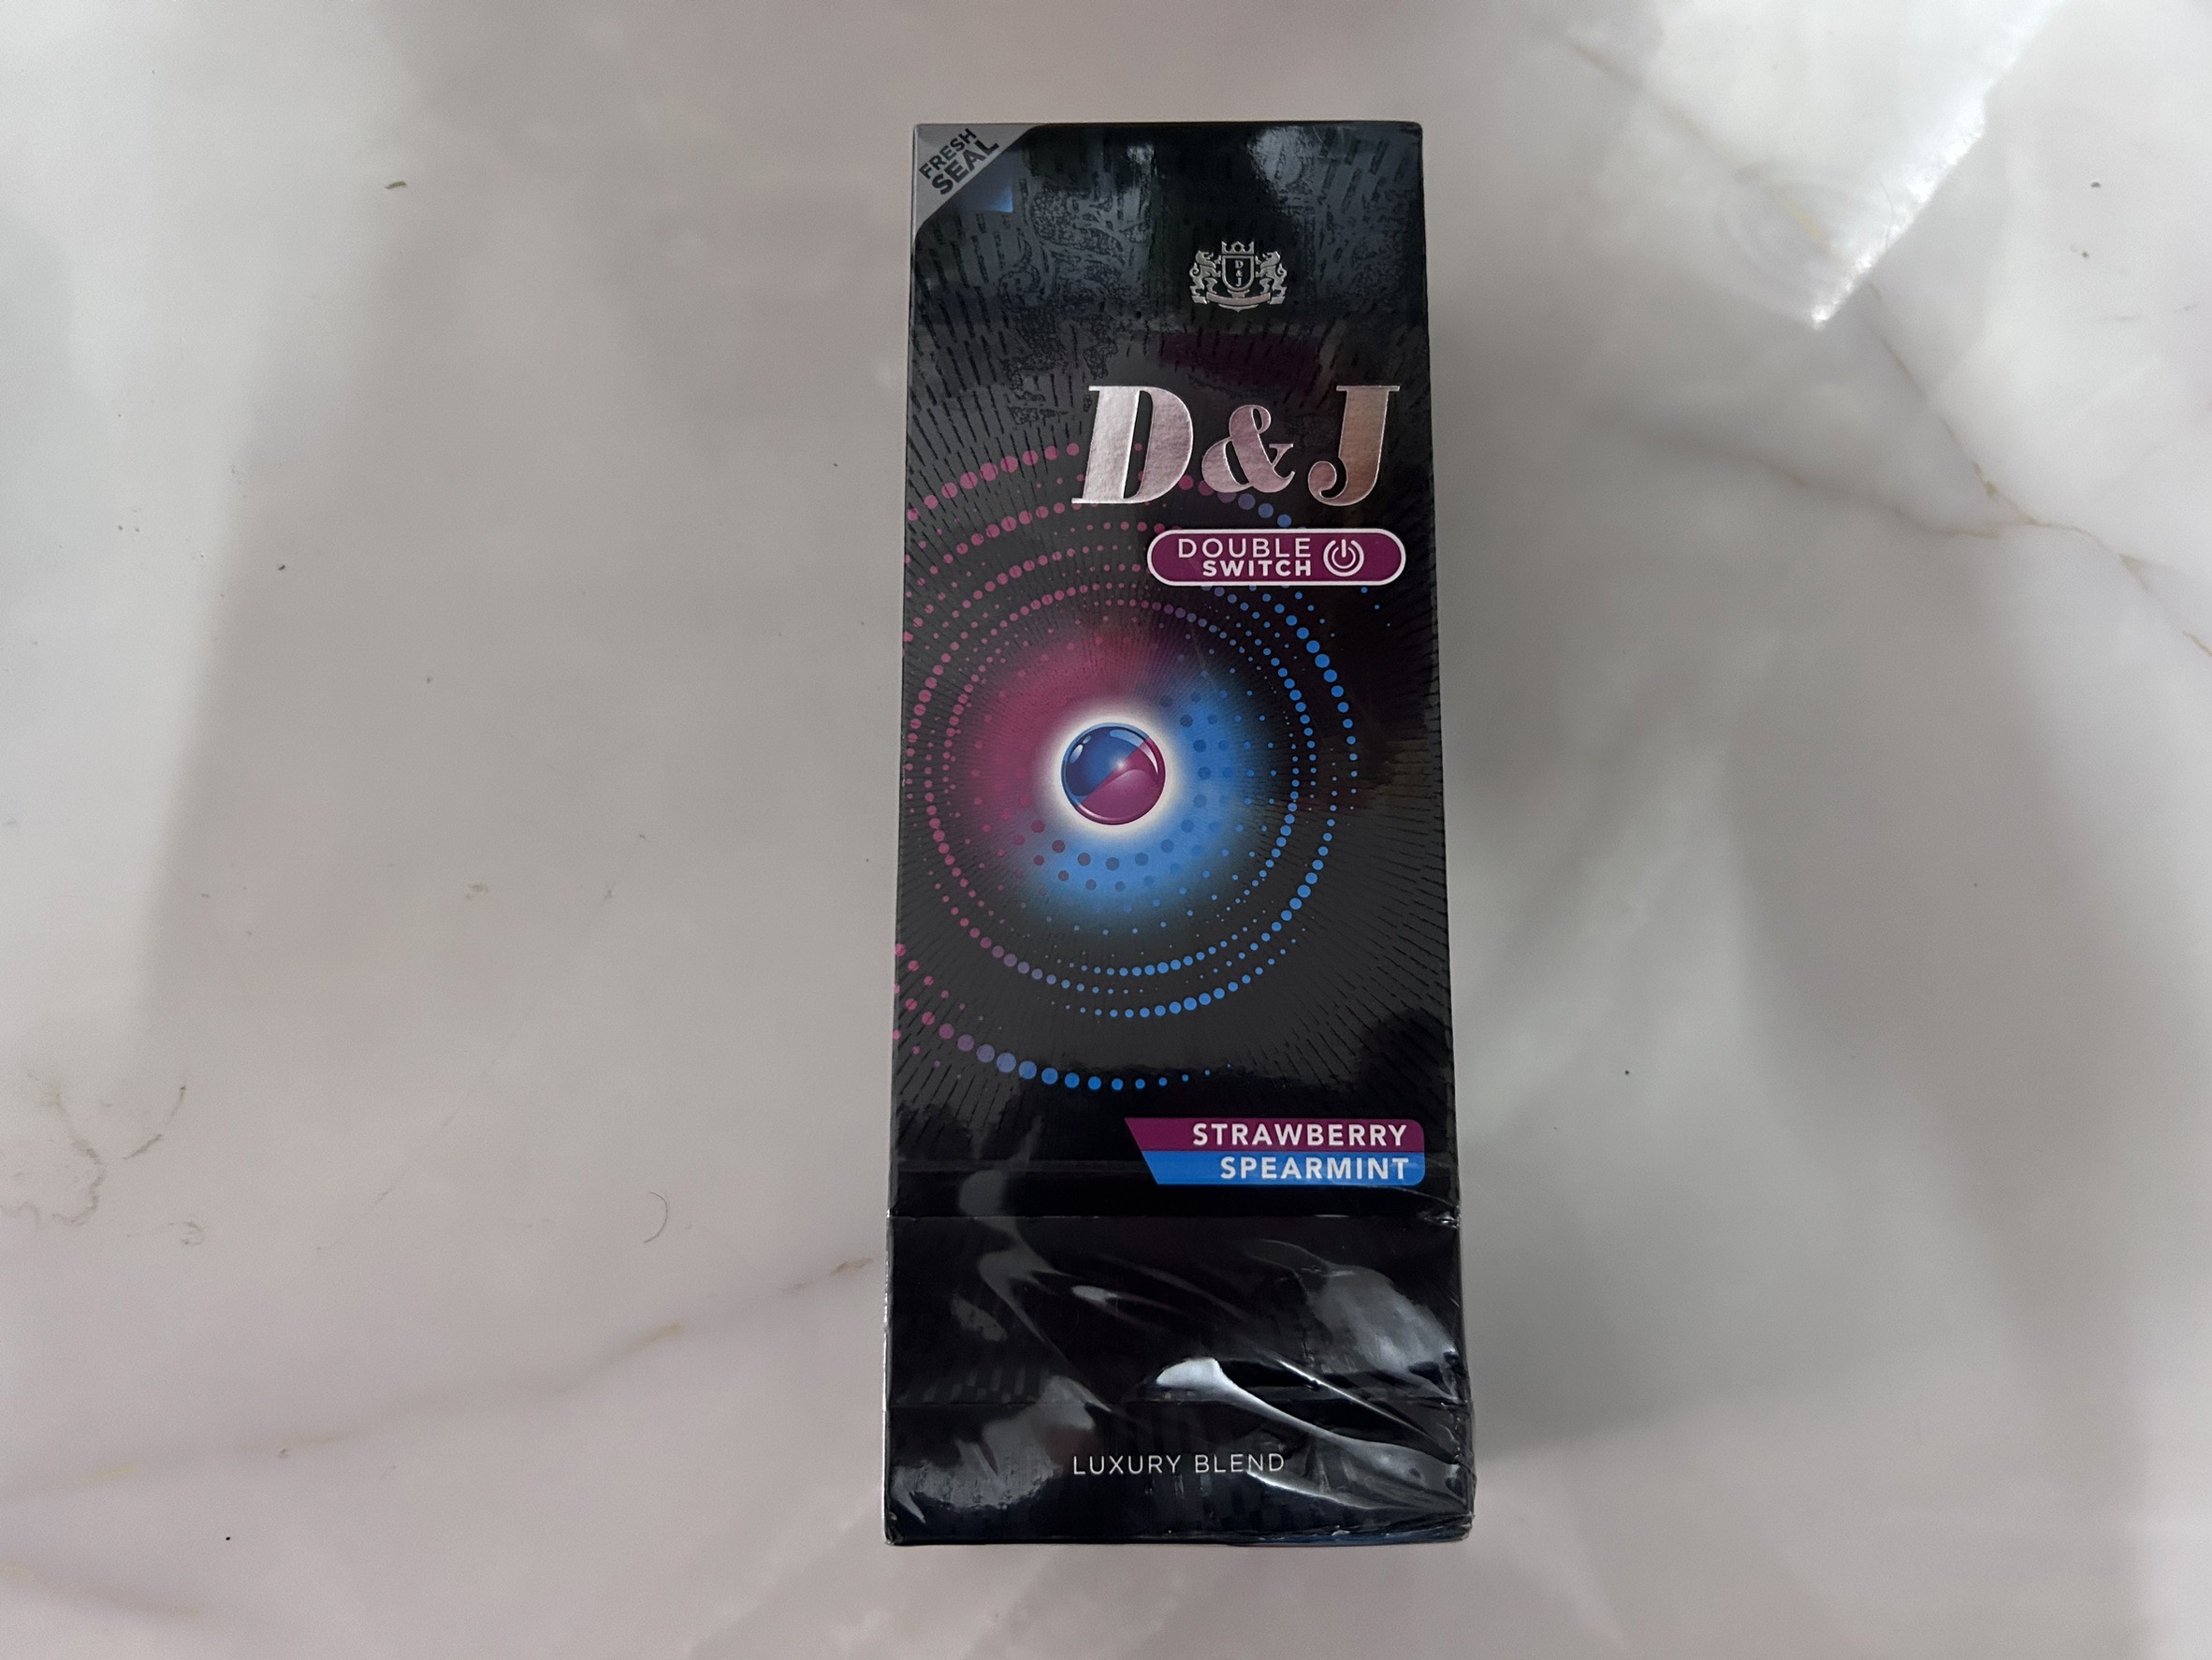 FRESH
SEAL
D
&
J
D&J
DOUBLE
SWITCH
STRAWBERRY
SPEARMINT
LUXURY BLEND